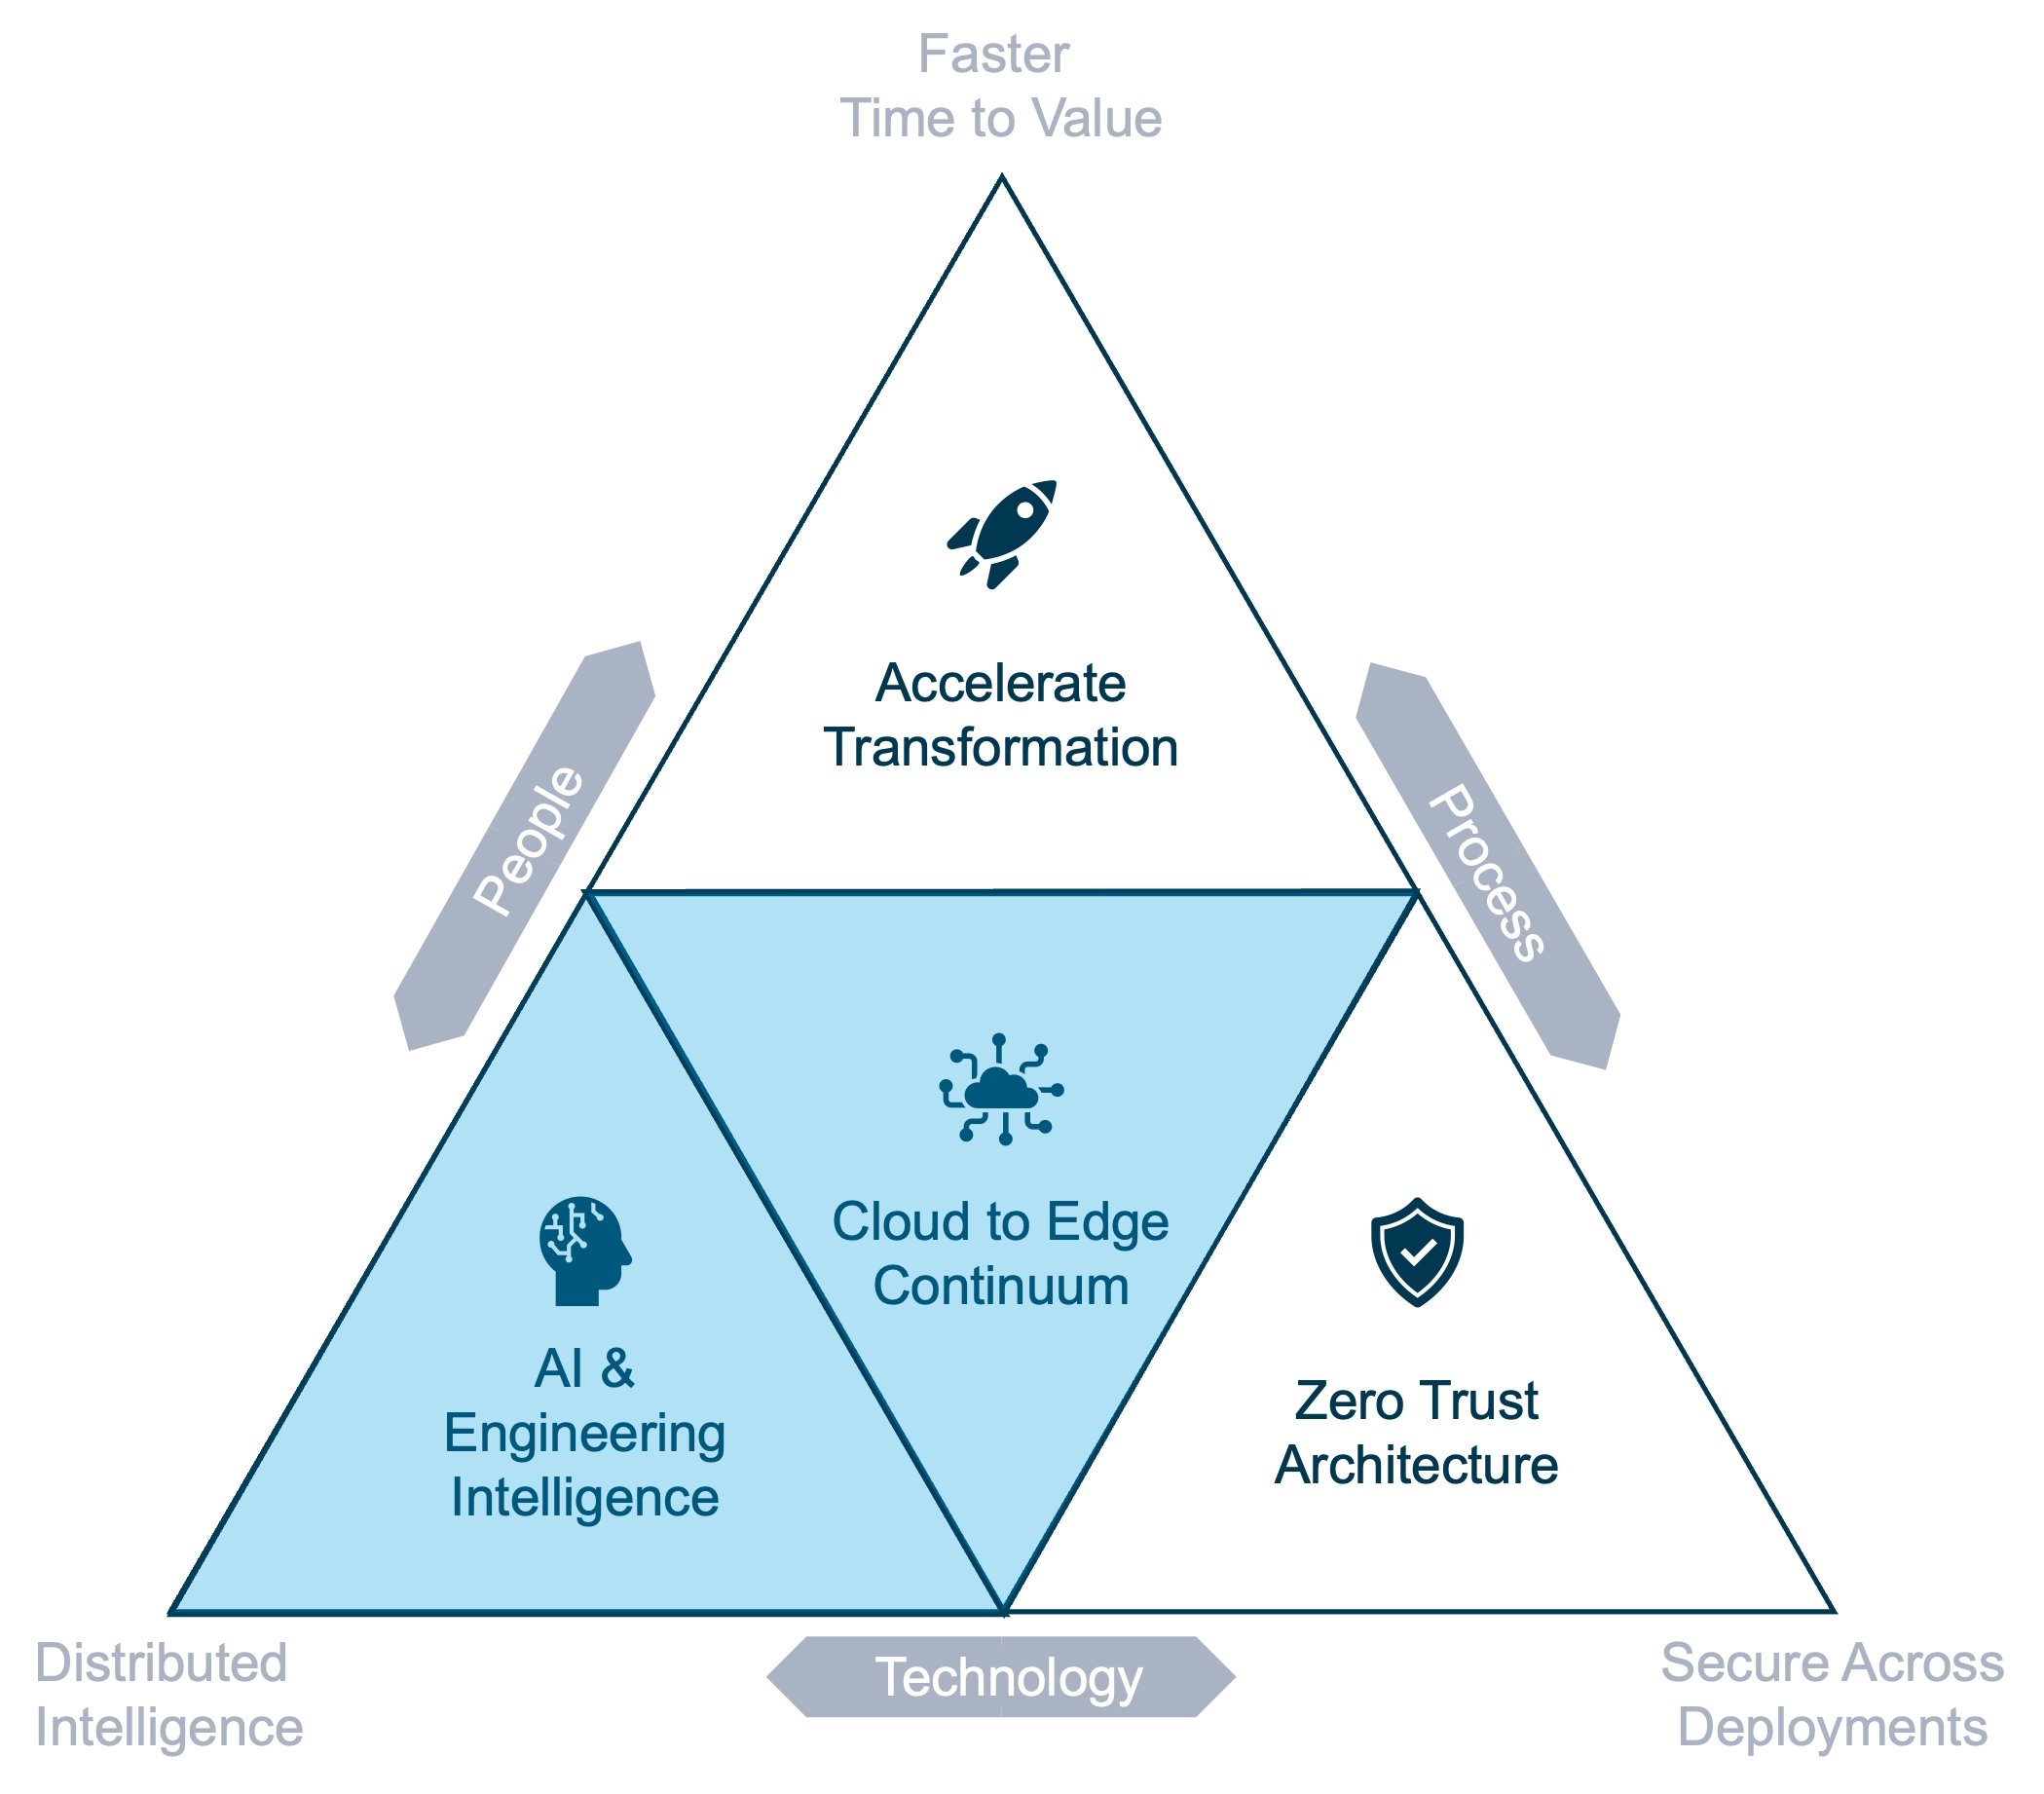 Faster
Time to Value
Accelerate
Transformation
People
Process
Cloud to Edge
Continuum
AI &
Engineering
Intelligence
Zero Trust
Architecture
Distributed
Intelligence
Technology
Secure Across
Deployments